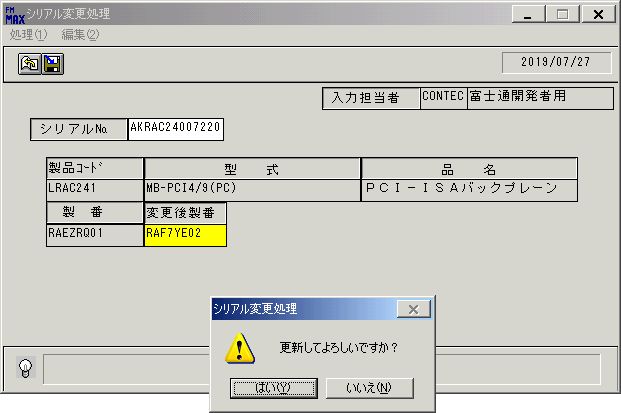 FM MAX シリアル変更処理
処理(1) 編集(2)
2019/07/27
入力担当者 CONTEC 富士通開発者用
シリアル№ AKRAC24007220
製品ｺｰﾄﾞ 型 式 品 名
LRAC241 MB-PCI4/9(PC) ＰＣＩ－ＩＳＡバックプレーン
製 番 変更後製番
RAEZRQ01 RAF7YE02
シリアル変更処理
更新してよろしいですか？
はい(Y) いいえ(N)